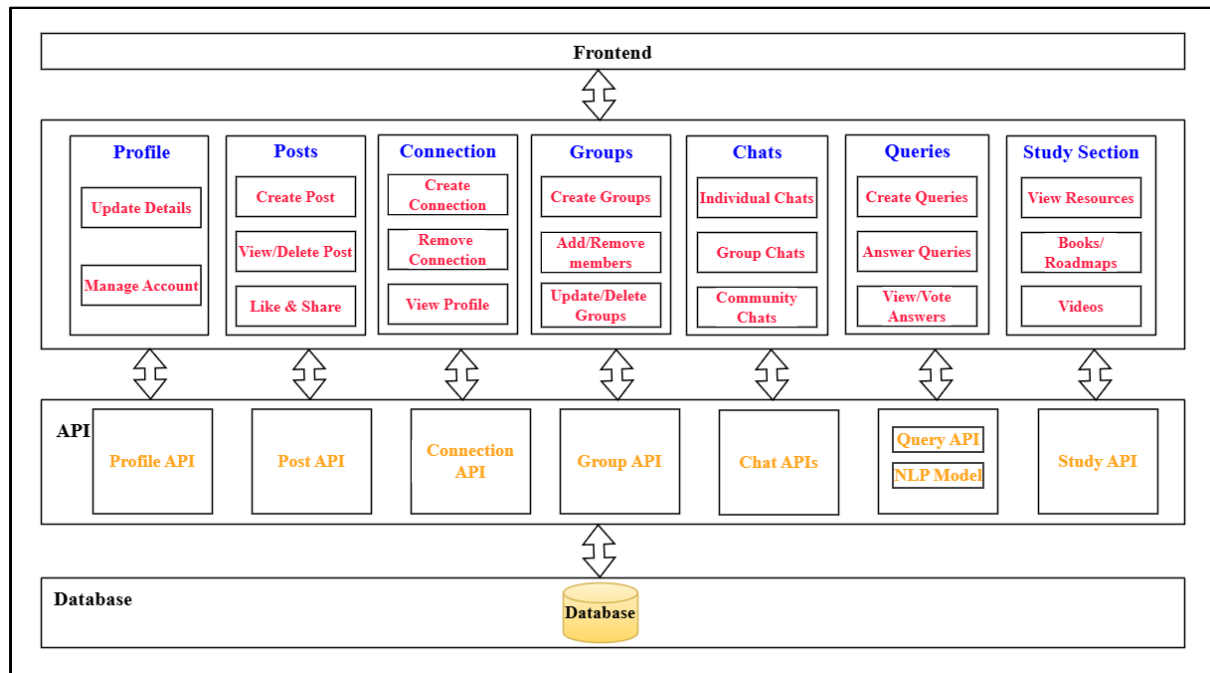 Frontend
Profile
Update Details
Manage Account
Posts
Create Post
View/Delete Post
Like & Share
Connection
Create
Connection
Remove
Connection
View Profile
Groups
Create Groups
Add/Remove
members
Update/Delete
Groups
Chats
Individual Chats
Group Chats
Community
Chats
Queries
Create Queries
Answer Queries
View/Vote
Answers
Study Section
View Resources
Books/
Roadmaps
Videos
API
Profile API
Post API
Connection
API
Group API
Chat APIs
Query API
NLP Model
Study API
Database
Database